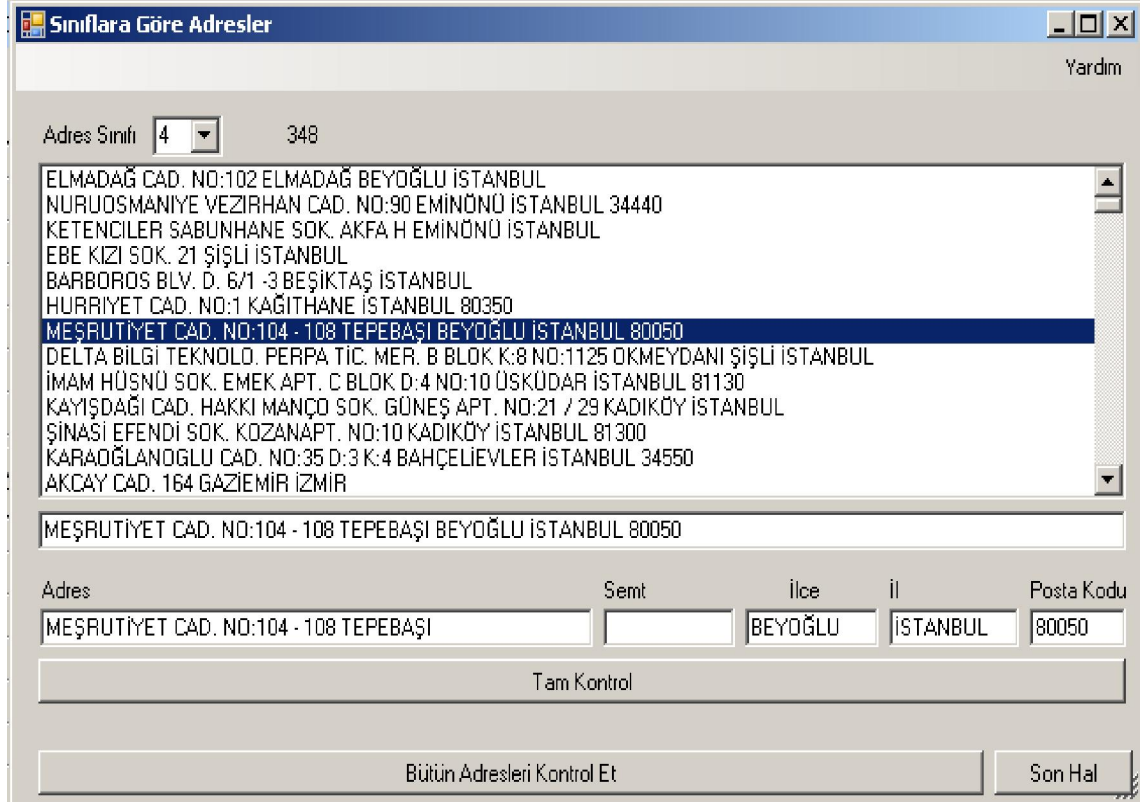 Sınıflara Göre Adresler
Yardım
Adres Sınıfı 4 348
ELMADAĞ CAD. NO:102 ELMADAĞ BEYOĞLU İSTANBUL
NURUOSMANIYE VEZIRHAN CAD. NO:90 EMİNÖNÜ İSTANBUL 34440
KETENCILER SABUNHANE SOK. AKFA H EMİNÖNÜ İSTANBUL
EBE KIZI SOK. 21 ŞİŞLİ İSTANBUL
BARBOROS BLV. D. 6/1 -3 BEŞİKTAŞ İSTANBUL
HURRIYET CAD. NO:1 KAĞITHANE İSTANBUL 80350
MEŞRUTİYET CAD. NO:104 - 108 TEPEBAŞI BEYOĞLU İSTANBUL 80050
DELTA BİLGİ TEKNOLO. PERPA TİC. MER. B BLOK K:8 NO:1125 OKMEYDANI ŞİŞLİ İSTANBUL
İMAM HÜSNÜ SOK. EMEK APT. C BLOK D:4 NO:10 ÜSKÜDAR İSTANBUL 81130
KAYIŞDAĞI CAD. HAKKI MANÇO SOK. GÜNEŞ APT. NO:21 / 29 KADIKÖY İSTANBUL
ŞİNASİ EFENDİ SOK. KOZANAPT. NO:10 KADIKÖY İSTANBUL 81300
KARAOĞLANOGLU CAD. NO:35 D:3 K:4 BAHÇELİEVLER İSTANBUL 34550
AKCAY CAD. 164 GAZİEMİR İZMİR
MEŞRUTİYET CAD. NO:104 - 108 TEPEBAŞI BEYOĞLU İSTANBUL 80050
Adres Semt İlce İl Posta Kodu
MEŞRUTİYET CAD. NO:104 - 108 TEPEBAŞI BEYOĞLU İSTANBUL 80050
Tam Kontrol
Bütün Adresleri Kontrol Et Son Hal